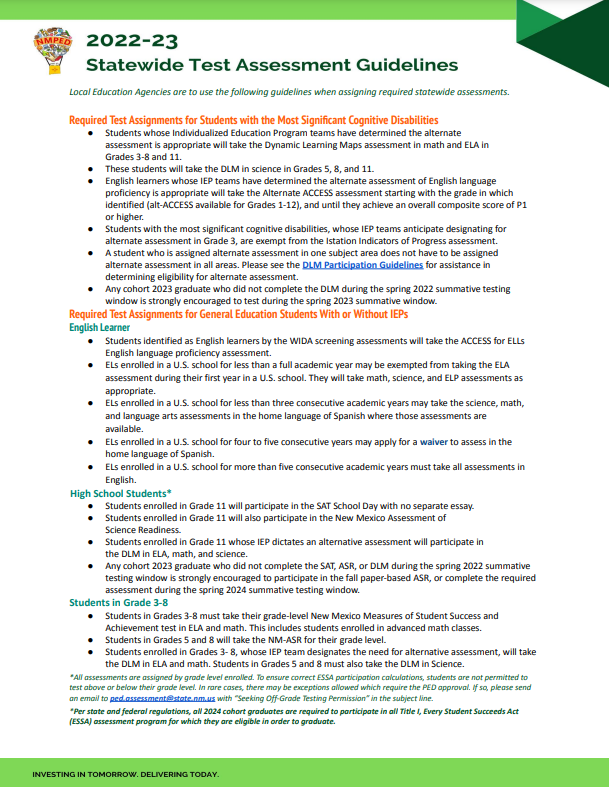 NMPED
2022-23
Statewide Test Assessment Guidelines
Local Education Agencies are to use the following guidelines when assigning required statewide assessments.
Required Test Assignments for Students with the Most Significant Cognitive Disabilities
● Students whose Individualized Education Program teams have determined the alternate
assessment is appropriate will take the Dynamic Learning Maps assessment in math and ELA in
Grades 3-8 and 11.
● These students will take the DLM in science in Grades 5, 8, and 11.
● English learners whose IEP teams have determined the alternate assessment of English language
proficiency is appropriate will take the Alternate ACCESS assessment starting with the grade in which
identified (alt-ACCESS available for Grades 1-12), and until they achieve an overall composite score of P1
or higher.
● Students with the most significant cognitive disabilities, whose IEP teams anticipate designating for
alternate assessment in Grade 3, are exempt from the Istation Indicators of Progress assessment.
● A student who is assigned alternate assessment in one subject area does not have to be assigned
alternate assessment in all areas. Please see the DLM Participation Guidelines for assistance in
determining eligibility for alternate assessment.
● Any cohort 2023 graduate who did not complete the DLM during the spring 2022 summative testing
window is strongly encouraged to test during the spring 2023 summative window.
Required Test Assignments for General Education Students With or Without IEPs
English Learner
● Students identified as English learners by the WIDA screening assessments will take the ACCESS for ELLs
English language proficiency assessment.
● ELs enrolled in a U.S. school for less than a full academic year may be exempted from taking the ELA
assessment during their first year in a U.S. school. They will take math, science, and ELP assessments as
appropriate.
● ELs enrolled in a U.S. school for less than three consecutive academic years may take the science, math,
and language arts assessments in the home language of Spanish where those assessments are
available.
● ELs enrolled in a U.S. school for four to five consecutive years may apply for a waiver to assess in the
home language of Spanish.
● ELs enrolled in a U.S. school for more than five consecutive academic years must take all assessments in
English.
High School Students*
● Students enrolled in Grade 11 will participate in the SAT School Day with no separate essay.
● Students enrolled in Grade 11 will also participate in the New Mexico Assessment of
Science Readiness.
● Students enrolled in Grade 11 whose IEP dictates an alternative assessment will participate in
the DLM in ELA, math, and science.
● Any cohort 2023 graduate who did not complete the SAT, ASR, or DLM during the spring 2022 summative
testing window is strongly encouraged to participate in the fall paper-based ASR, or complete the required
assessment during the spring 2024 summative testing window.
Students in Grade 3-8
● Students in Grades 3-8 must take their grade-level New Mexico Measures of Student Success and
Achievement test in ELA and math. This includes students enrolled in advanced math classes.
● Students in Grades 5 and 8 will take the NM-ASR for their grade level.
● Students enrolled in Grades 3- 8, whose IEP team designates the need for alternative assessment, will take
the DLM in ELA and math. Students in Grades 5 and 8 must also take the DLM in Science.
*All assessments are assigned by grade level enrolled. To ensure correct ESSA participation calculations, students are not permitted to
test above or below their grade level. In rare cases, there may be exceptions allowed which require the PED approval. If so, please send
an email to ped.assessment@state.nm.us with "Seeking Off-Grade Testing Permission" in the subject line.
*Per state and federal regulations, all 2024 cohort graduates are required to participate in all Title I, Every Student Succeeds Act
(ESSA) assessment program for which they are eligible in order to graduate.
INVESTING IN TOMORROW. DELIVERING TODAY.